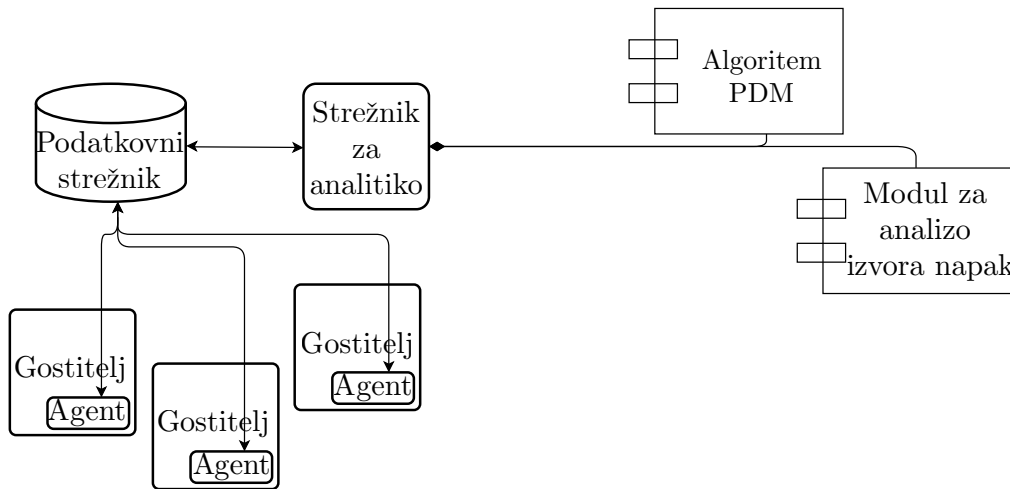 Algoritem
PDM
Strežnik
za
analitiko
Podatkovni
strežnik
Modul za
analizo
izvora napak
Gostitelj
Agent
Gostitelj
Agent
Gostitelj
Agent